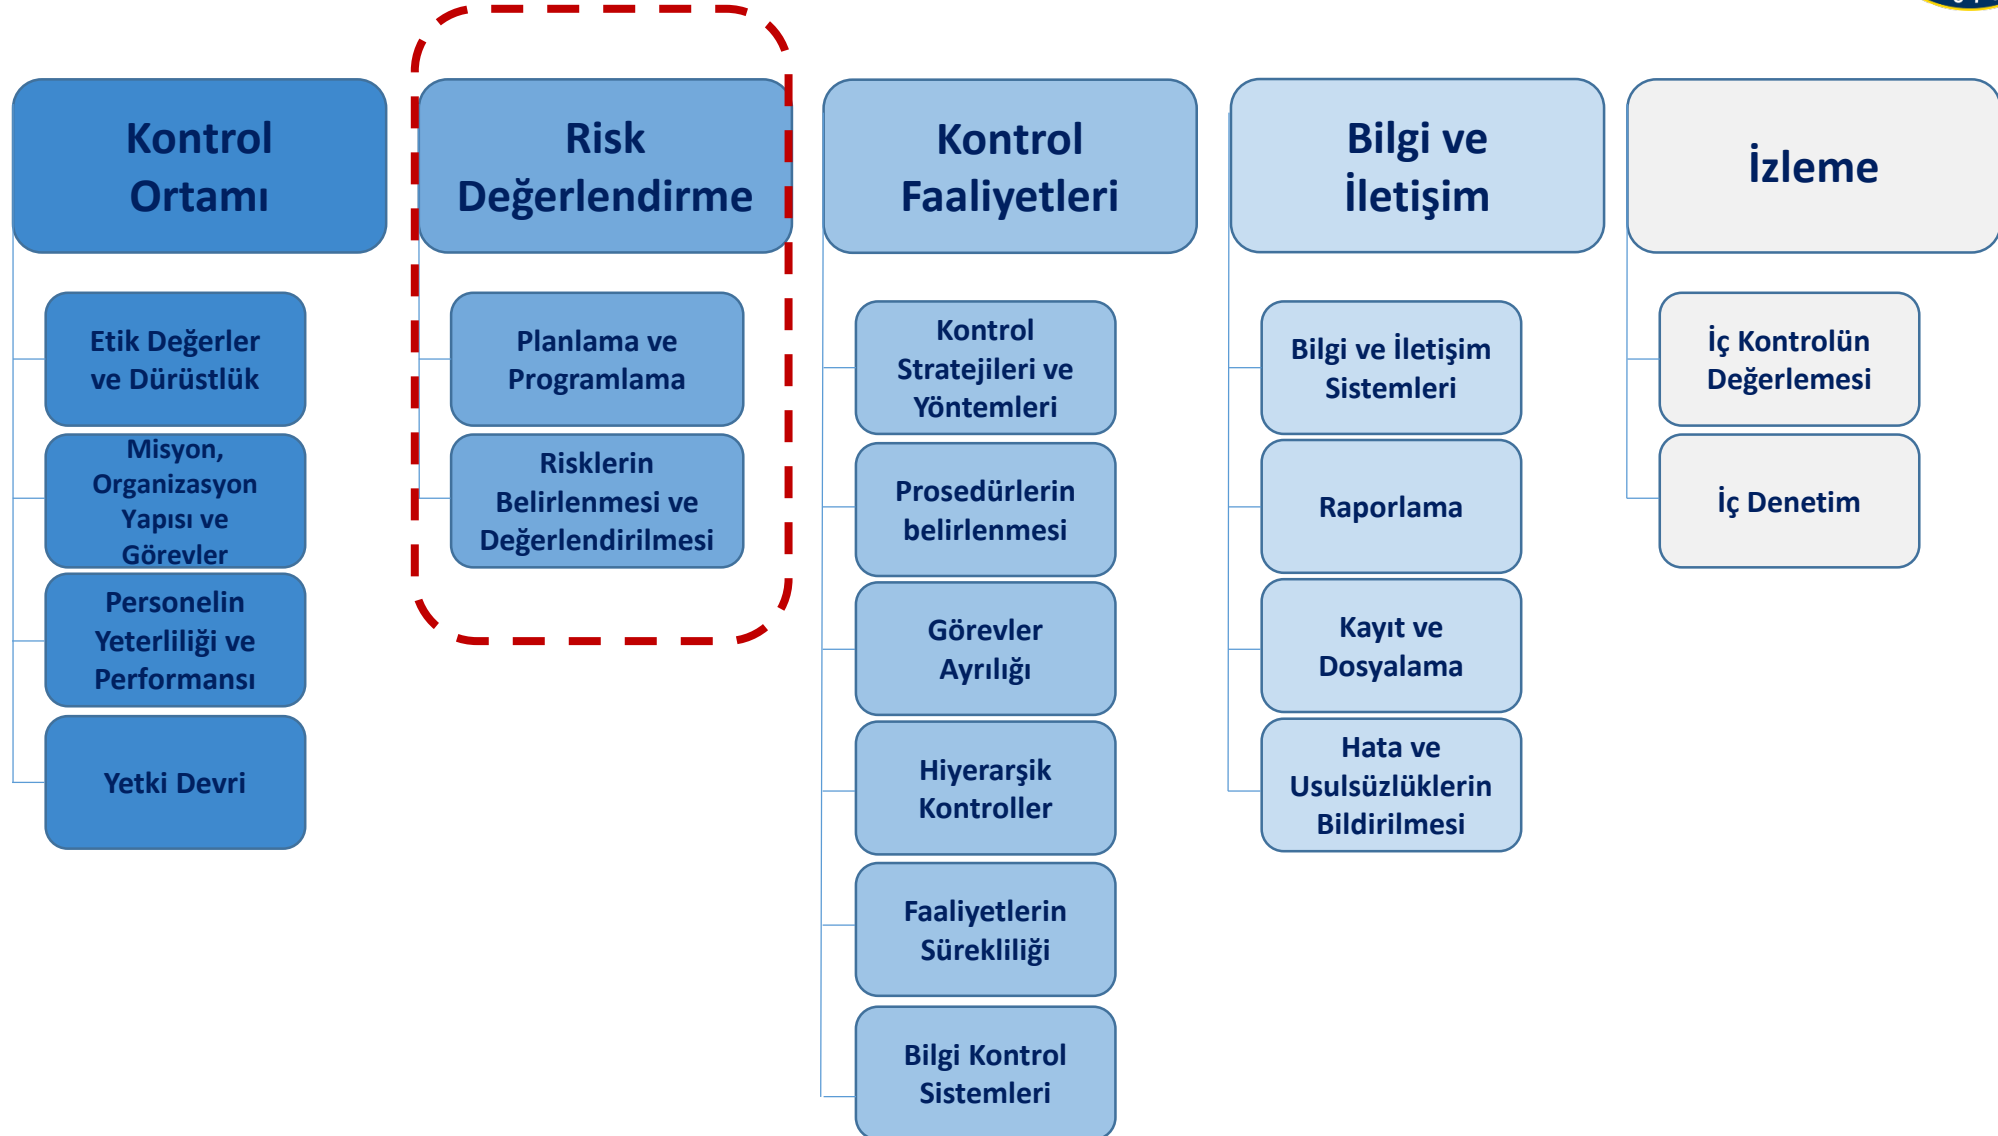 Kontrol
Ortamı
Etik Değerler
ve Dürüstlük
Misyon,
Organizasyon
Yapısı ve
Görevler
Personelin
Yeterliliği ve
Performansı
Yetki Devri
Risk
Değerlendirme
Planlama ve
Programlama
Risklerin
Belirlenmesi ve
Değerlendirilmesi
Kontrol
Faaliyetleri
Kontrol
Stratejileri ve
Yöntemleri
Prosedürlerin
belirlenmesi
Görevler
Ayrılığı
Hiyerarşik
Kontroller
Faaliyetlerin
Sürekliliği
Bilgi Kontrol
Sistemleri
Bilgi ve
İletişim
Bilgi ve İletişim
Sistemleri
Raporlama
Kayıt ve
Dosyalama
Hata ve
Usulsüzlüklerin
Bildirilmesi
İzleme
İç Kontrolün
Değerlemesi
İç Denetim